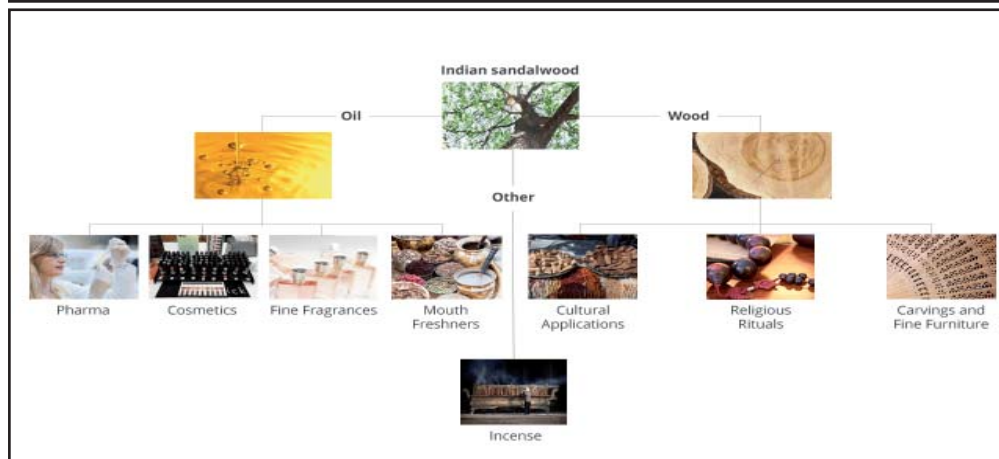 Indian sandalwood
Oil
Wood
Other
Pharma
Cosmetics
Fine Fragrances
Mouth
Freshners
Cultural
Applications
Religious
Rituals
Carvings and
Fine Furniture
Incense